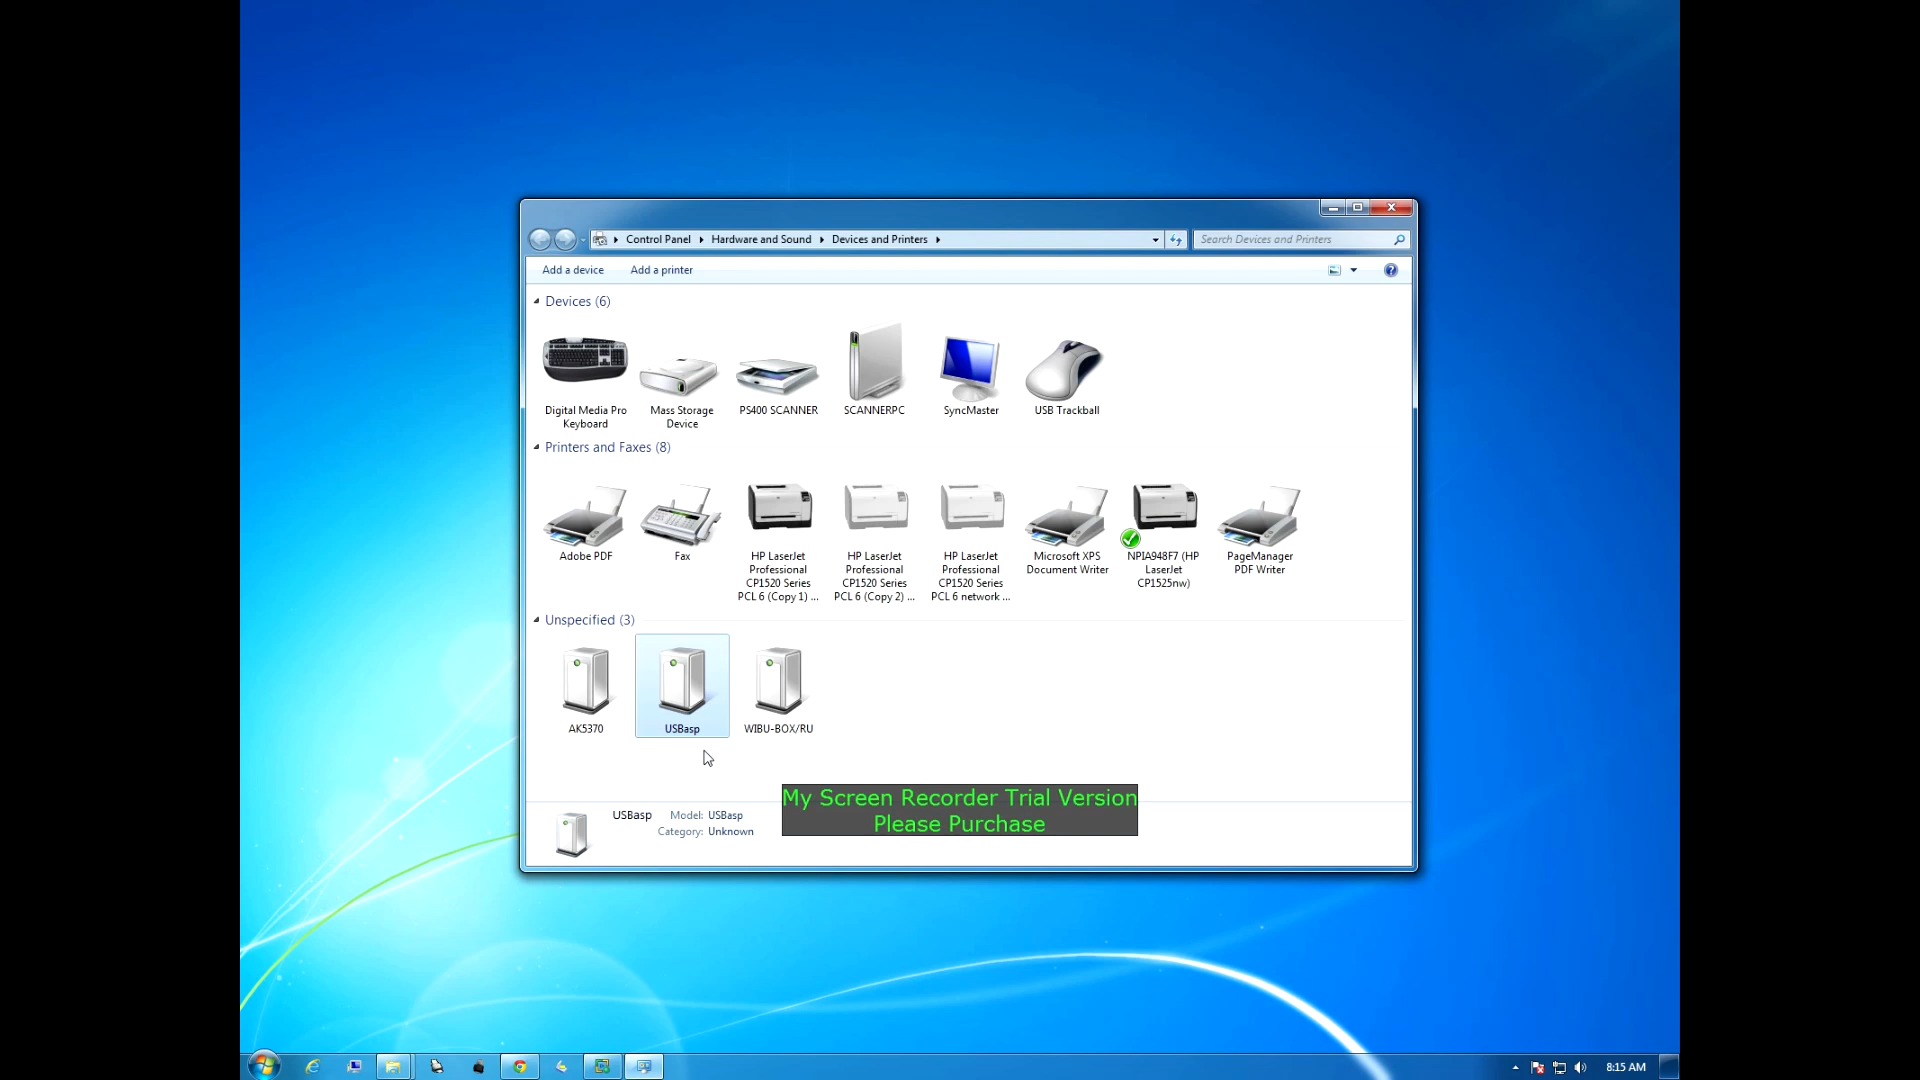 Control Panel
Hardware and Sound
Devices and Printers
Search Devices and Printers
Add a device
Add a printer
Devices (6)
Digital Media Pro
Keyboard
Mass Storage
Device
PS400 SCANNER
SCANNERPC
SyncMaster
USB Trackball
Printers and Faxes (8)
Adobe PDF
Fax
HP LaserJet
Professional
CP1520 Series
PCL 6 (Copy 1) ...
HP LaserJet
Professional
CP1520 Series
PCL 6 (Copy 2) ...
HP LaserJet
Professional
CP1520 Series
PCL 6 network ...
Microsoft XPS
Document Writer
NPIA948F7 (HP
LaserJet
CP1525nw)
PageManager
PDF Writer
Unspecified (3)
AK5370
USBasp
WIBU-BOX/RU
USBasp
Model: USBasp
Category: Unknown
My Screen Recorder Trial Version
Please Purchase
8:15 AM